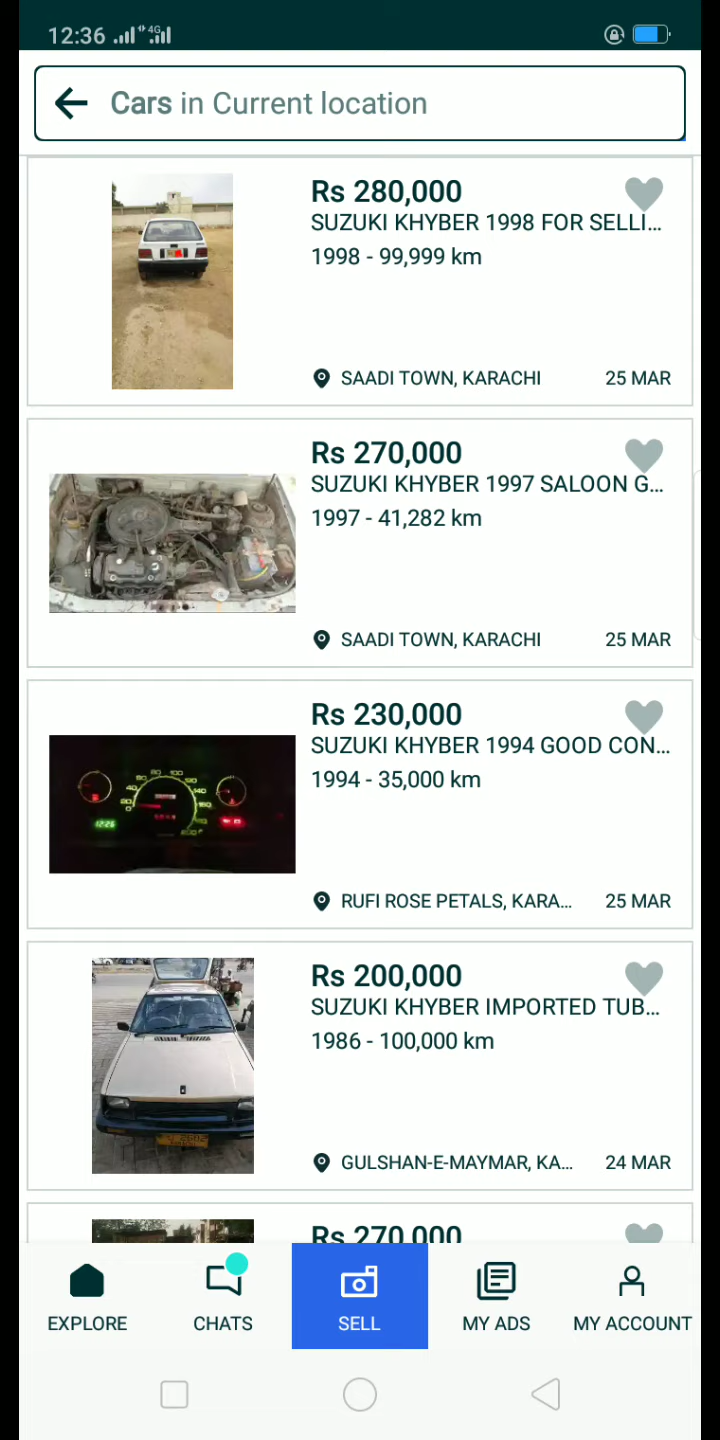 12:36
4G
Cars in Current location
Rs 280,000
SUZUKI KHYBER 1998 FOR SELLI...
1998 - 99,999 km
SAADI TOWN, KARACHI 25 MAR
Rs 270,000
SUZUKI KHYBER 1997 SALOON G...
1997 - 41,282 km
SAADI TOWN, KARACHI 25 MAR
Rs 230,000
SUZUKI KHYBER 1994 GOOD CON...
1994 - 35,000 km
RUFI ROSE PETALS, KARA... 25 MAR
Rs 200,000
SUZUKI KHYBER IMPORTED TUB...
1986 - 100,000 km
GULSHAN-E-MAYMAR, KA... 24 MAR
Rs 270,000
EXPLORE CHATS SELL MY ADS MY ACCOUNT